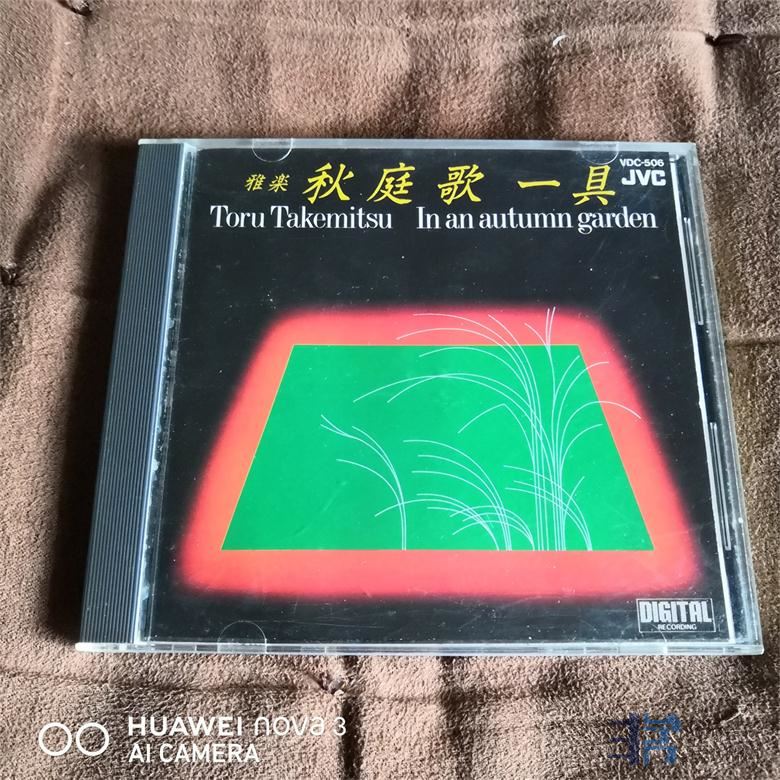 VDC-506
雅楽 秋庭歌 一具 JVC
Toru Takemitsu In an autumn garden
DIGITAL
RECORDING
HUAWEI nova 3
AI CAMERA